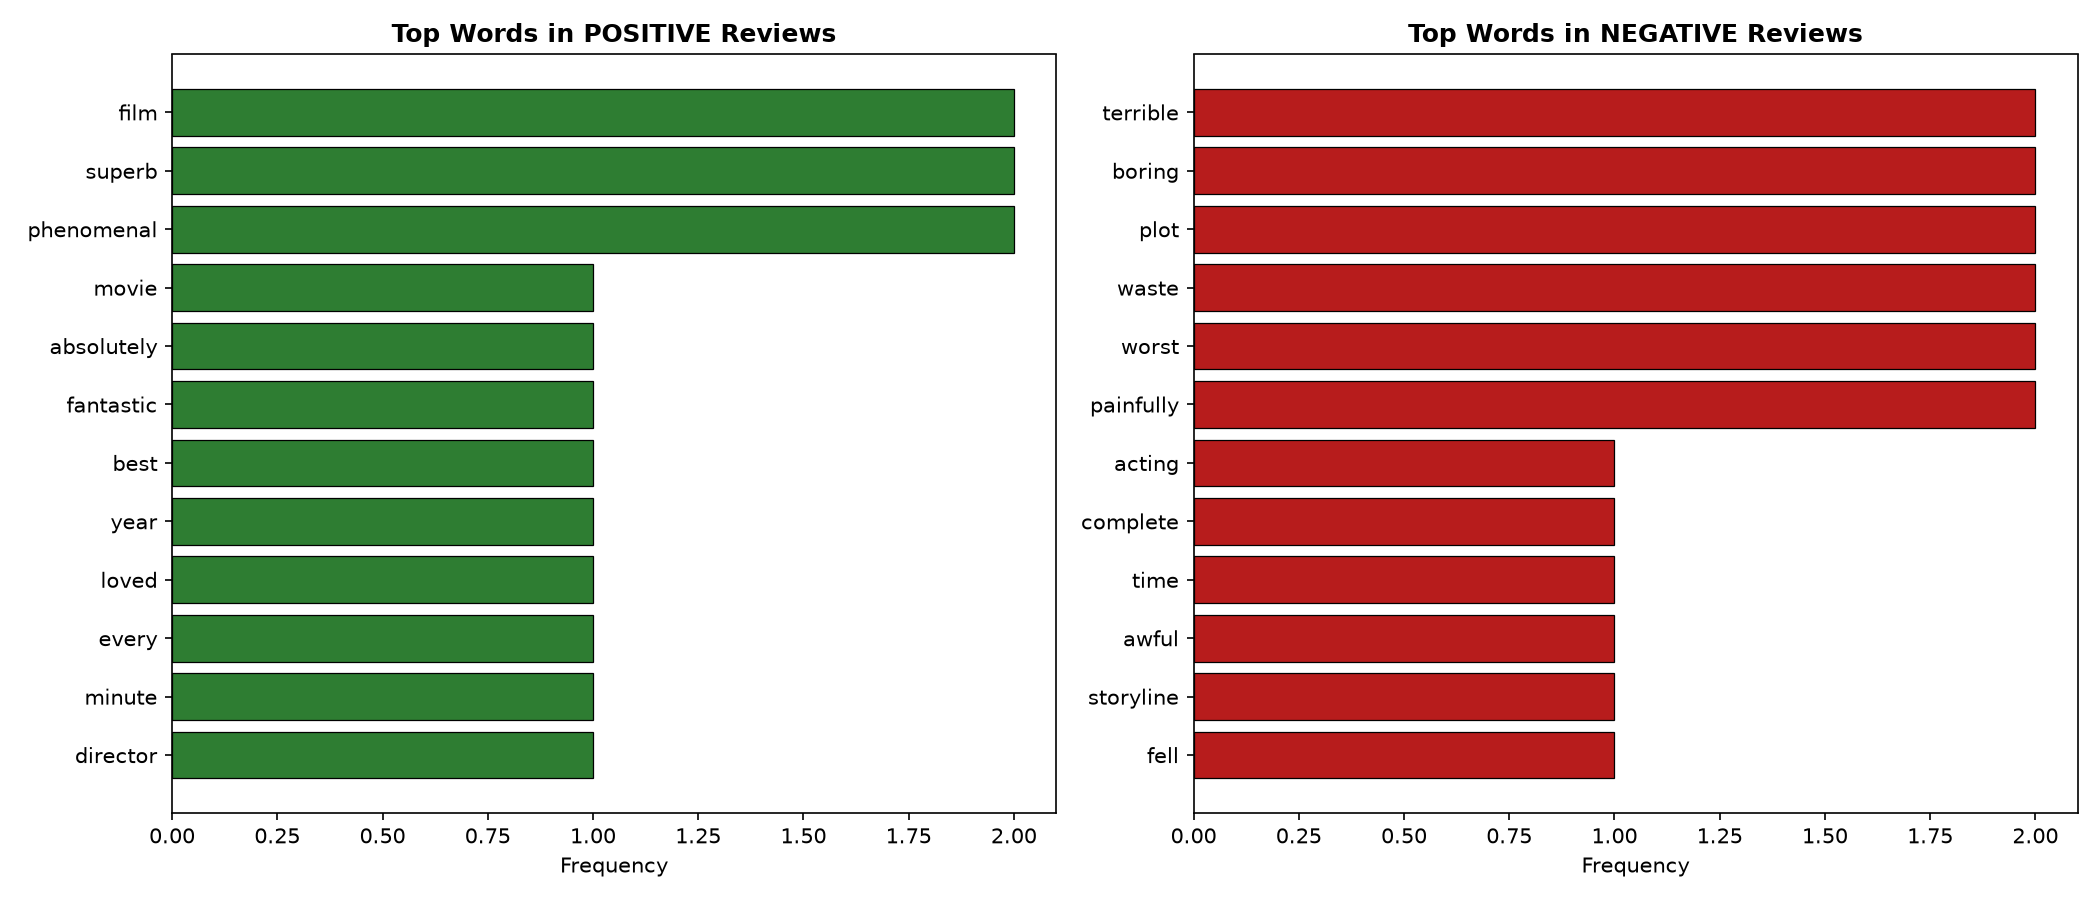 Top Words in POSITIVE Reviews
film
superb
phenomenal
movie
absolutely
fantastic
best
year
loved
every
minute
director
0.00 0.25 0.50 0.75 1.00 1.25 1.50 1.75 2.00
Frequency
Top Words in NEGATIVE Reviews
terrible
boring
plot
waste
worst
painfully
acting
complete
time
awful
storyline
fell
0.00 0.25 0.50 0.75 1.00 1.25 1.50 1.75 2.00
Frequency